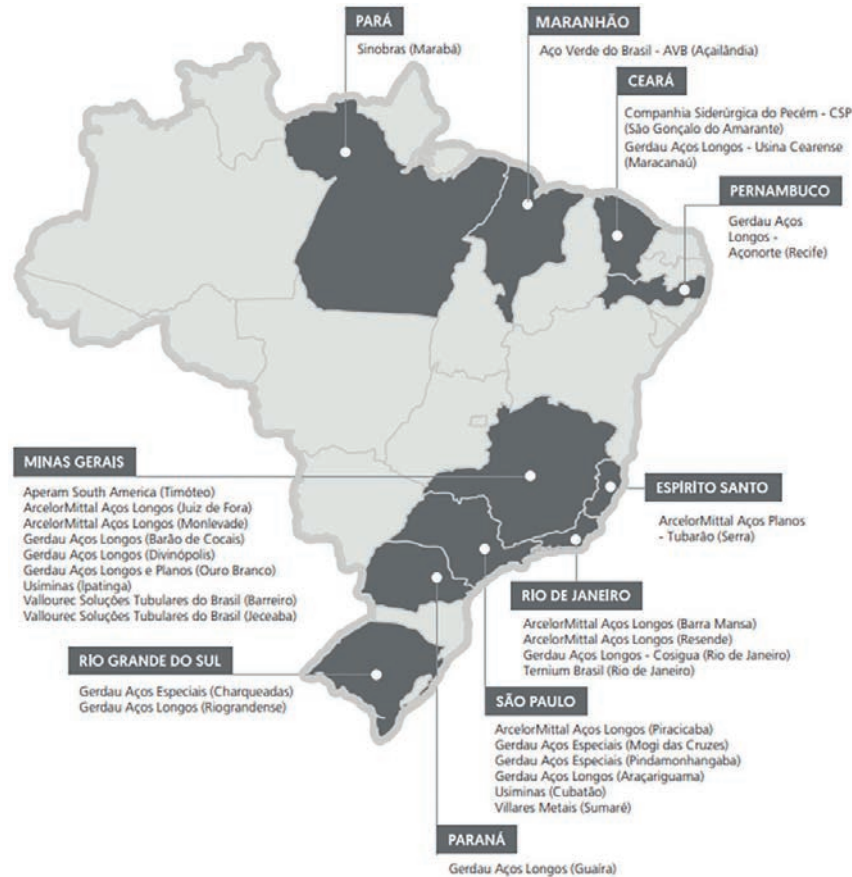 PARÁ
Sinobras (Marabá)
MARANHÃO
Aço Verde do Brasil - AVB (Açailândia)
CEARÁ
Companhia Siderúrgica do Pecém - CSP
(São Gonçalo do Amarante)
Gerdau Aços Longos - Usina Cearense
(Maracanaú)
PERNAMBUCO
Gerdau Aços
Longos -
Açonorte (Recife)
MINAS GERAIS
Aperam South America (Timóteo)
ArcelorMittal Aços Longos (Juiz de Fora)
ArcelorMittal Aços Longos (Monlevade)
Gerdau Aços Longos (Barão de Cocais)
Gerdau Aços Longos (Divinópolis)
Gerdau Aços Longos e Planos (Ouro Branco)
Usiminas (Ipatinga)
Vallourec Soluções Tubulares do Brasil (Barreiro)
Vallourec Soluções Tubulares do Brasil (Jeceaba)
ESPÍRITO SANTO
ArcelorMittal Aços Planos
- Tubarão (Serra)
RIO DE JANEIRO
ArcelorMittal Aços Longos (Barra Mansa)
ArcelorMittal Aços Longos (Resende)
Gerdau Aços Longos - Cosigua (Rio de Janeiro)
Ternium Brasil (Rio de Janeiro)
RIO GRANDE DO SUL
Gerdau Aços Especiais (Charqueadas)
Gerdau Aços Longos (Riograndense)
SÃO PAULO
ArcelorMittal Aços Longos (Piracicaba)
Gerdau Aços Especiais (Mogi das Cruzes)
Gerdau Aços Especiais (Pindamonhangaba)
Gerdau Aços Longos (Araçariguama)
Usiminas (Cubatão)
Villares Metais (Sumaré)
PARANÁ
Gerdau Aços Longos (Guaíra)